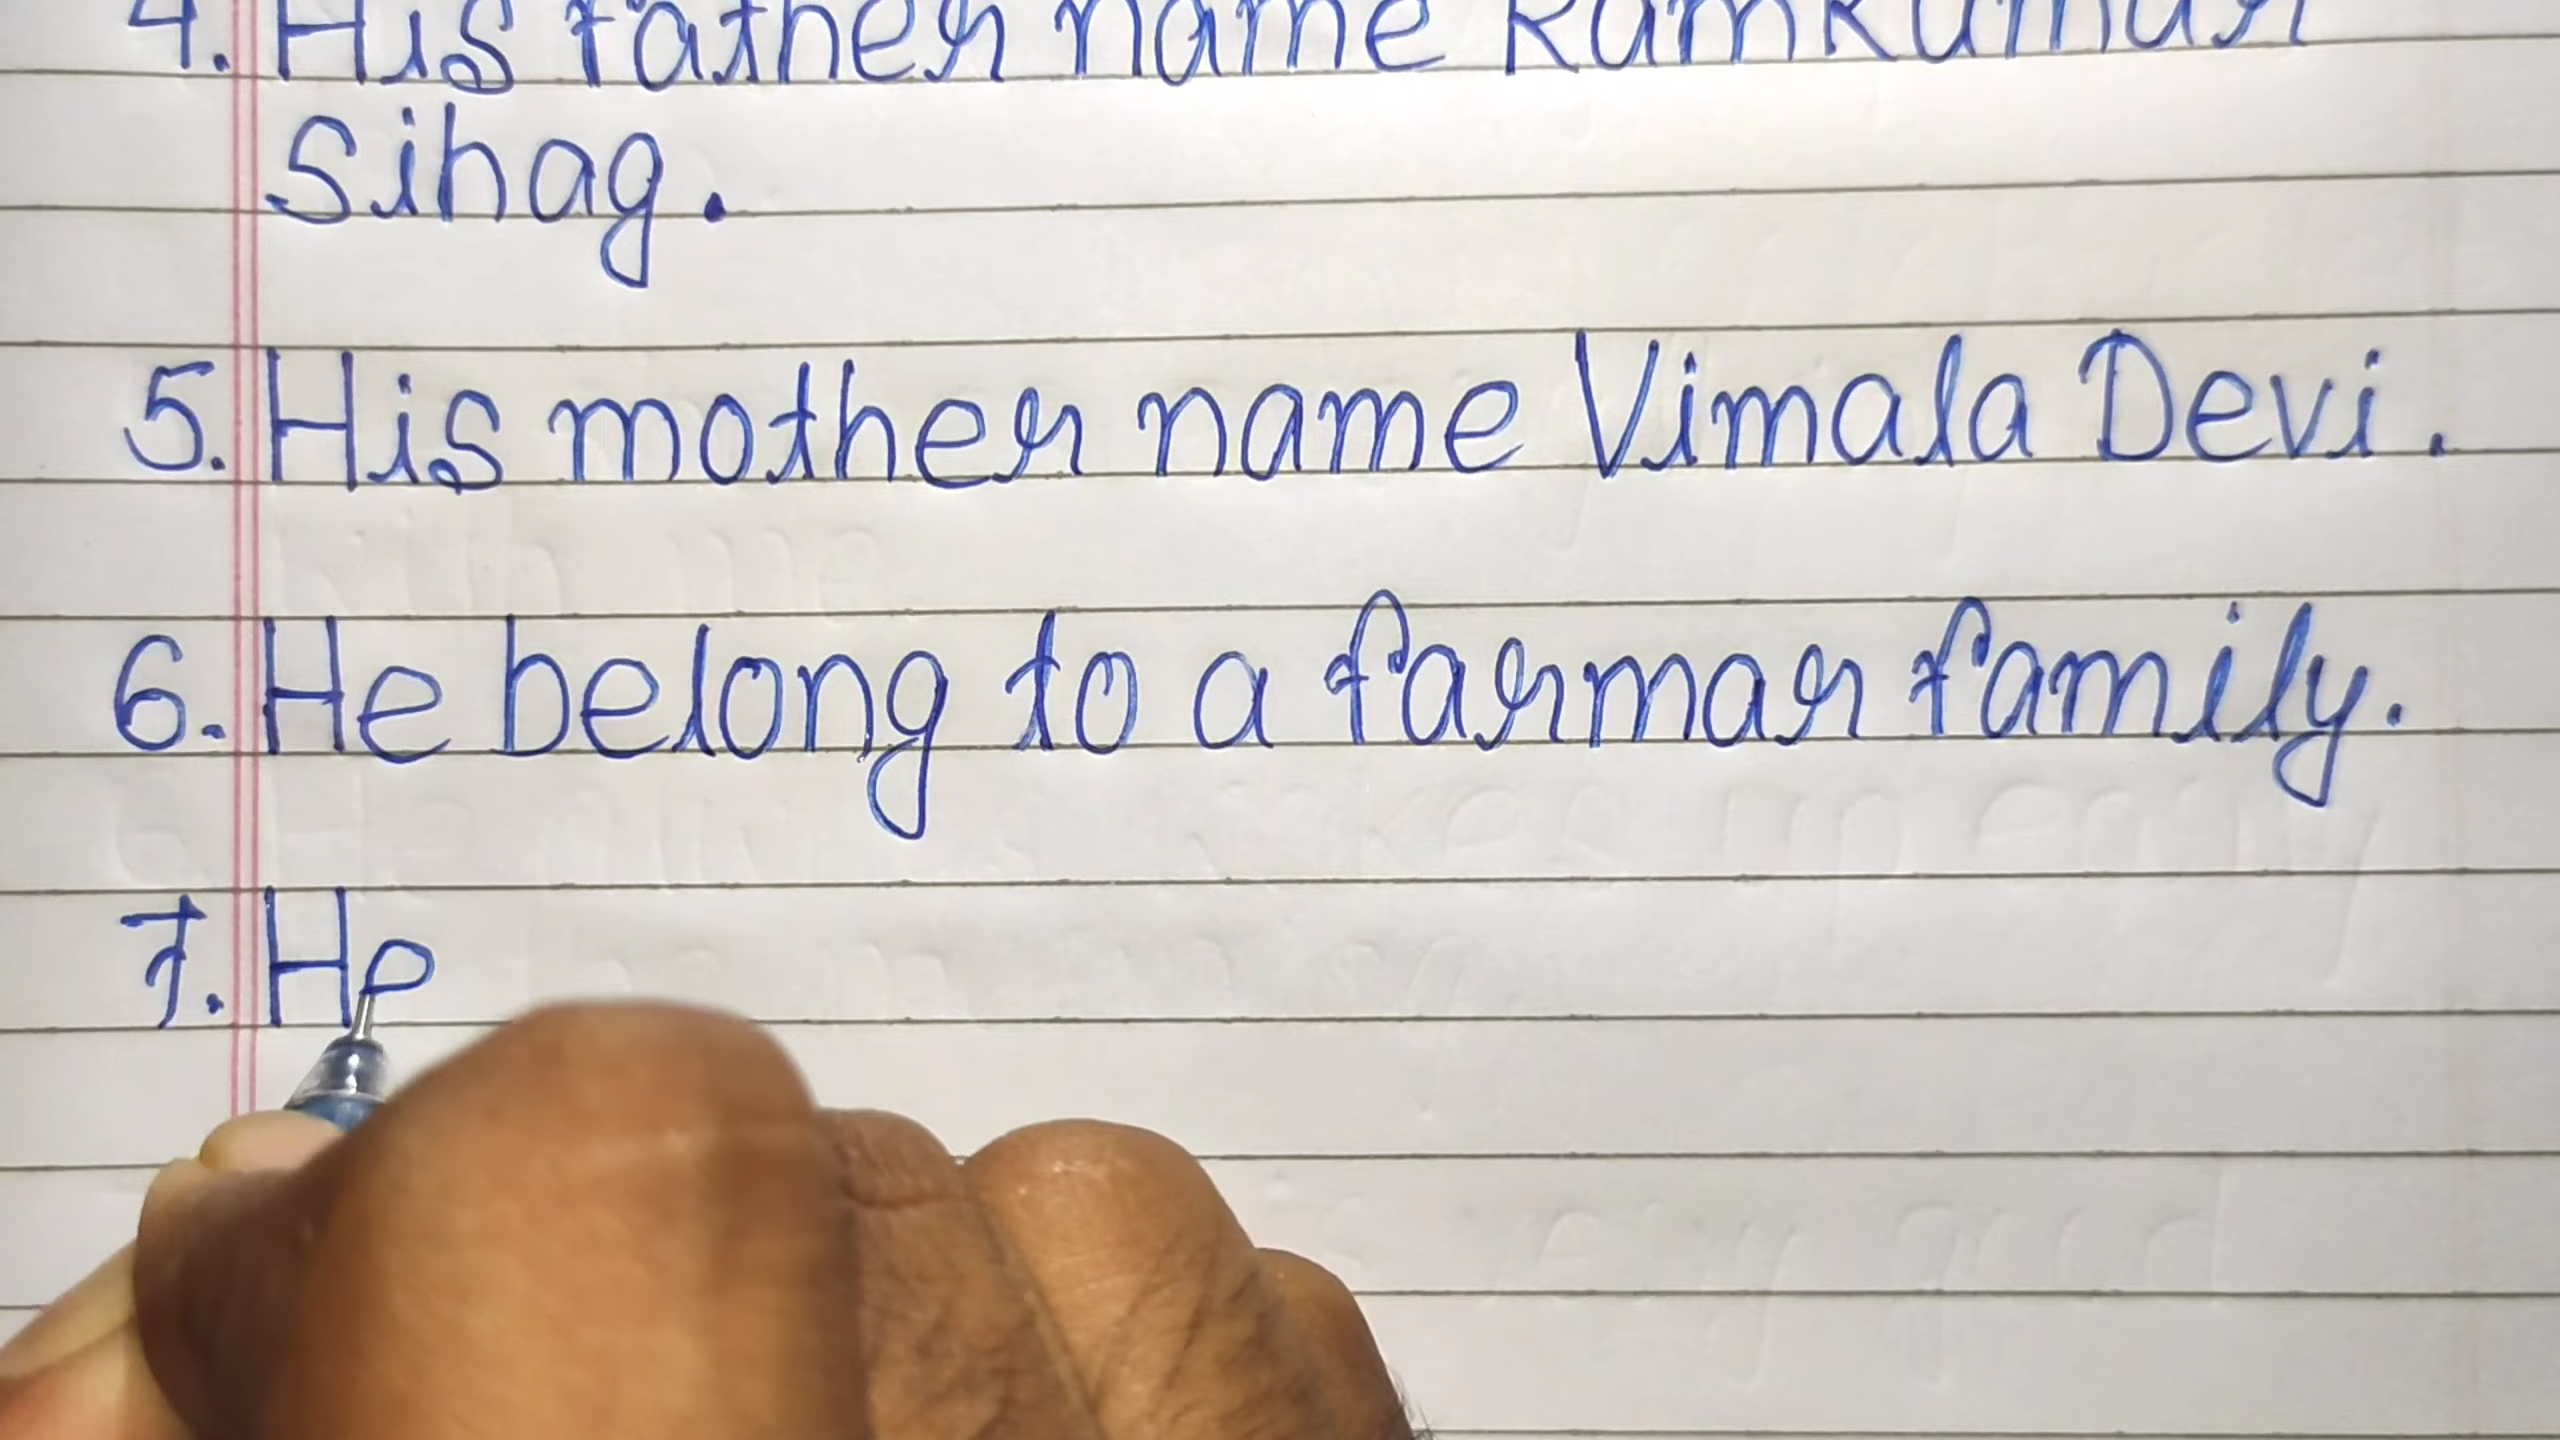 4. His father name Ramkumar
Sihag.
5. His mother name Vimala Devi.
6. He belong to a farmar family.
7. He